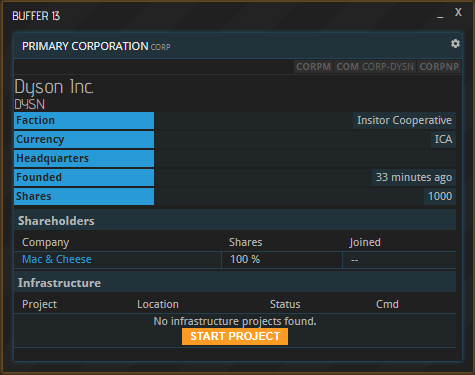 BUFFER 13 _ X
PRIMARY CORPORATION CORP
CORPM COM CORP-DYSN CORPNP
Dyson Inc.
DYSN
Faction Insitor Cooperative
Currency ICA
Headquarters
Founded 33 minutes ago
Shares 1000
Shareholders
Company Shares Joined
Mac & Cheese 100 % --
Infrastructure
Project Location Status Cmd
No infrastructure projects found.
START PROJECT